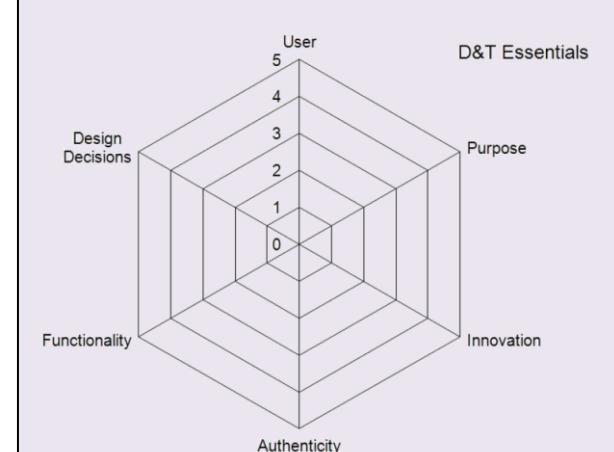 User
D&T Essentials
5
4
3
2
1
0
Design
Decisions
Purpose
Functionality
Innovation
Authenticity